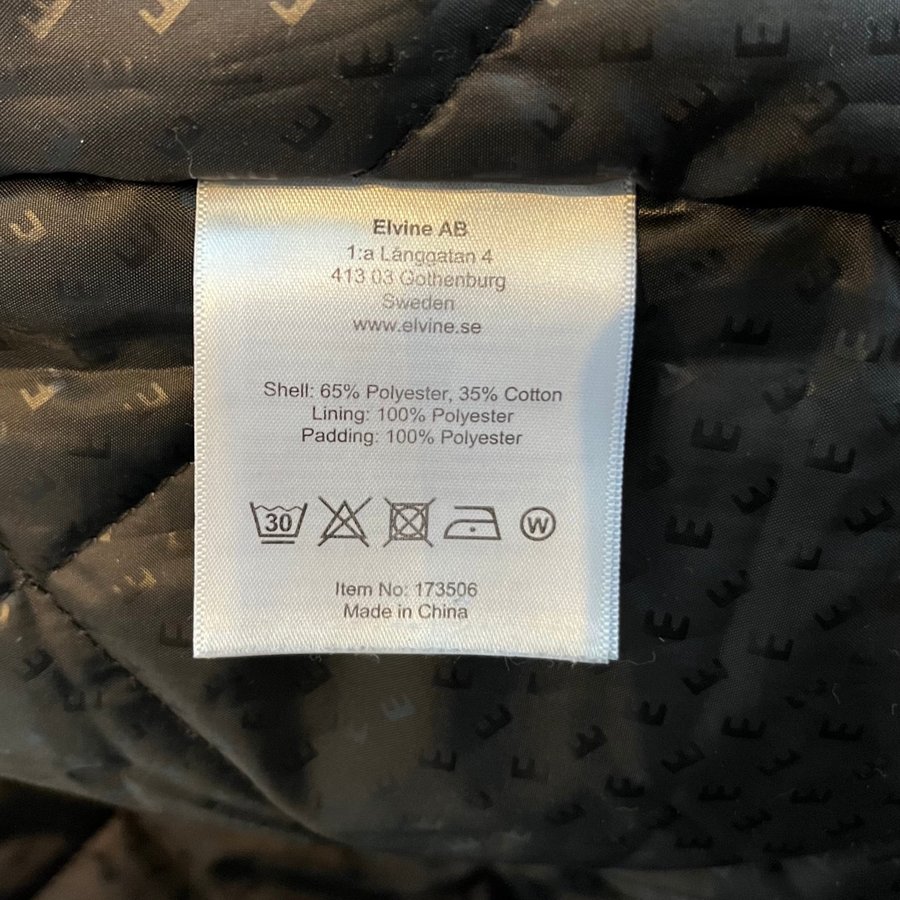 Elvine AB
1:a Långgatan 4
413 03 Gothenburg
Sweden
www.elvine.se
Shell: 65% Polyester, 35% Cotton
Lining: 100% Polyester
Padding: 100% Polyester
30 W
Item No: 173506
Made in China